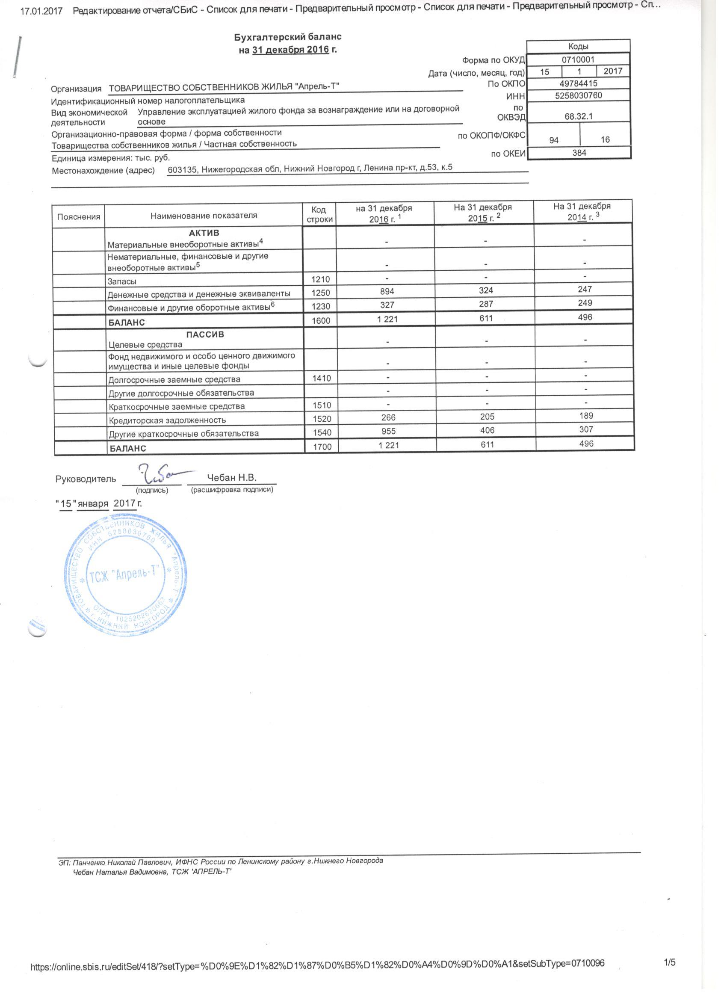 17.01.2017 Редактирование отчета/СБиС - Список для печати - Предварительный просмотр - Список для печати - Предварительный просмотр - Сп...
Бухгалтерский баланс
на 31 декабря 2016 г.
Коды
Форма по ОКУД 0710001
Дата (число, месяц, год) 15 1 2017
По ОКПО 49784415
Организация ТОВАРИЩЕСТВО СОБСТВЕННИКОВ ЖИЛЬЯ "Апрель-Т"
Идентификационный номер налогоплательщика ИНН 5258030760
Вид экономической деятельности Управление эксплуатацией жилого фонда за вознаграждение или на договорной основе по ОКВЭД 68.32.1
Организационно-правовая форма / форма собственности
Товарищества собственников жилья / Частная собственность по ОКОПФ/ОКФС 94 16
Единица измерения: тыс. руб. по ОКЕИ 384
Местонахождение (адрес) 603135, Нижегородская обл, Нижний Новгород г, Ленина пр-кт, д.53, к.5
Пояснения Наименование показателя Код строки на 31 декабря 2016 г. 1 На 31 декабря 2015 г. 2 На 31 декабря 2014 г. 3
АКТИВ
Материальные внеоборотные активы4 - - -
Нематериальные, финансовые и другие
внеоборотные активы5 - - -
Запасы 1210 - - -
Денежные средства и денежные эквиваленты 1250 894 324 247
Финансовые и другие оборотные активы6 1230 327 287 249
БАЛАНС 1600 1 221 611 496
ПАССИВ
Целевые средства - - -
Фонд недвижимого и особо ценного движимого
имущества и иные целевые фонды - - -
Долгосрочные заемные средства 1410 - - -
Другие долгосрочные обязательства - - -
Краткосрочные заемные средства 1510 - - -
Кредиторская задолженность 1520 266 205 189
Другие краткосрочные обязательства 1540 955 406 307
БАЛАНС 1700 1 221 611 496
Руководитель Чебан Н.В.
(подпись) (расшифровка подписи)
"15" января 2017 г.
ТОВАРИЩЕСТВО СОБСТВЕННИКОВ ЖИЛЬЯ "Апрель-Т"
ИНН 5258030760
ТСЖ "Апрель-Т"
ОГРН 1025202620663
г. НИЖНИЙ НОВГОРОД
ЭП: Панченко Николай Павлович, ИФНС России по Ленинскому району г.Нижнего Новгорода
Чебан Наталья Вадимовна, ТСЖ 'АПРЕЛЬ-Т'
https://online.sbis.ru/editSet/418/?setType=%D0%9E%D1%82%D1%87%D0%B5%D1%82%D0%A4%D0%9D%D0%A1&setSubType=0710096 1/5